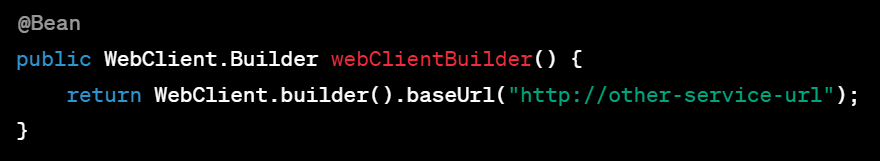 @Bean
public WebClient.Builder webClientBuilder() {
    return WebClient.builder().baseUrl("http://other-service-url");
}